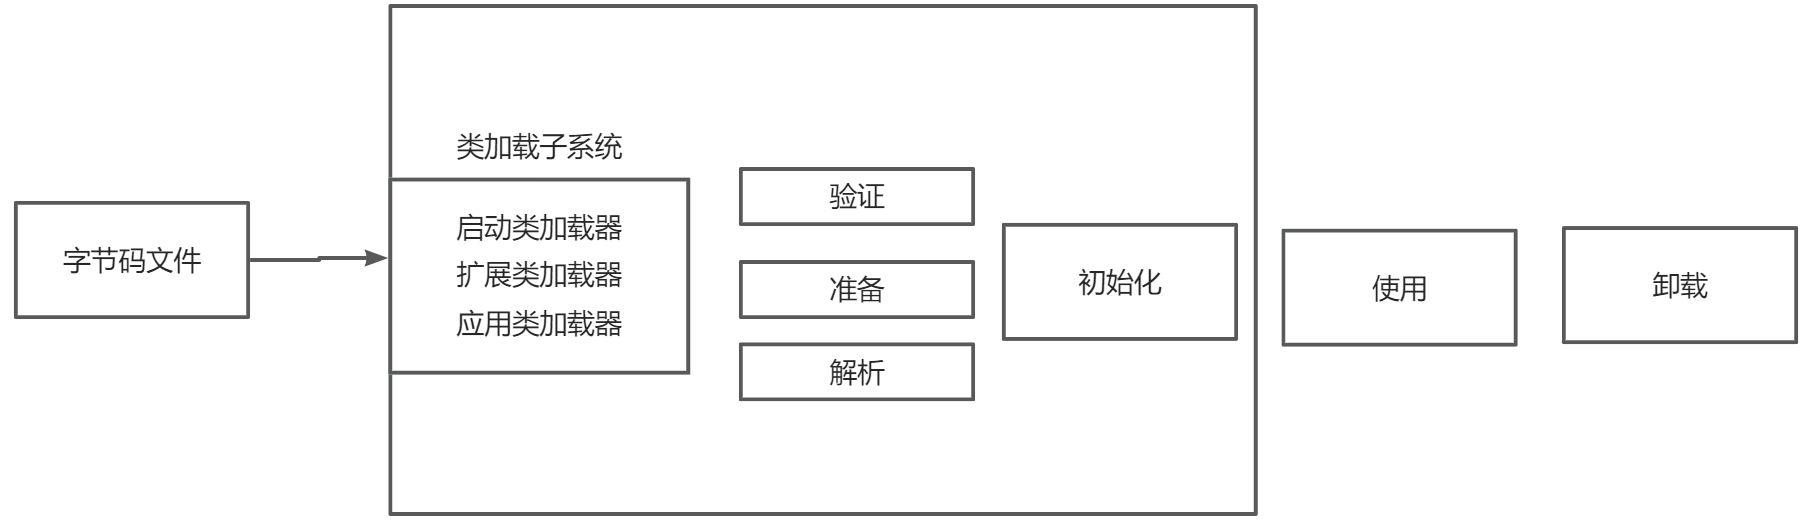 字节码文件
类加载子系统
启动类加载器
扩展类加载器
应用类加载器
验证
准备
解析
初始化
使用
卸载